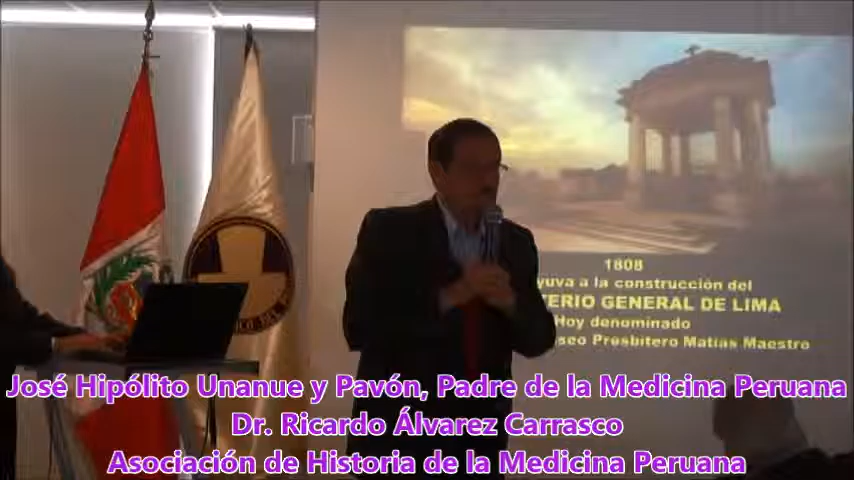 1808
yuva a la construcción del
TERIO GENERAL DE LIMA
Hoy denominado
seo Presbitero Matías Maestro
José Hipólito Unanue y Pavón, Padre de la Medicina Peruana
Dr. Ricardo Álvarez Carrasco
Asociación de Historia de la Medicina Peruana